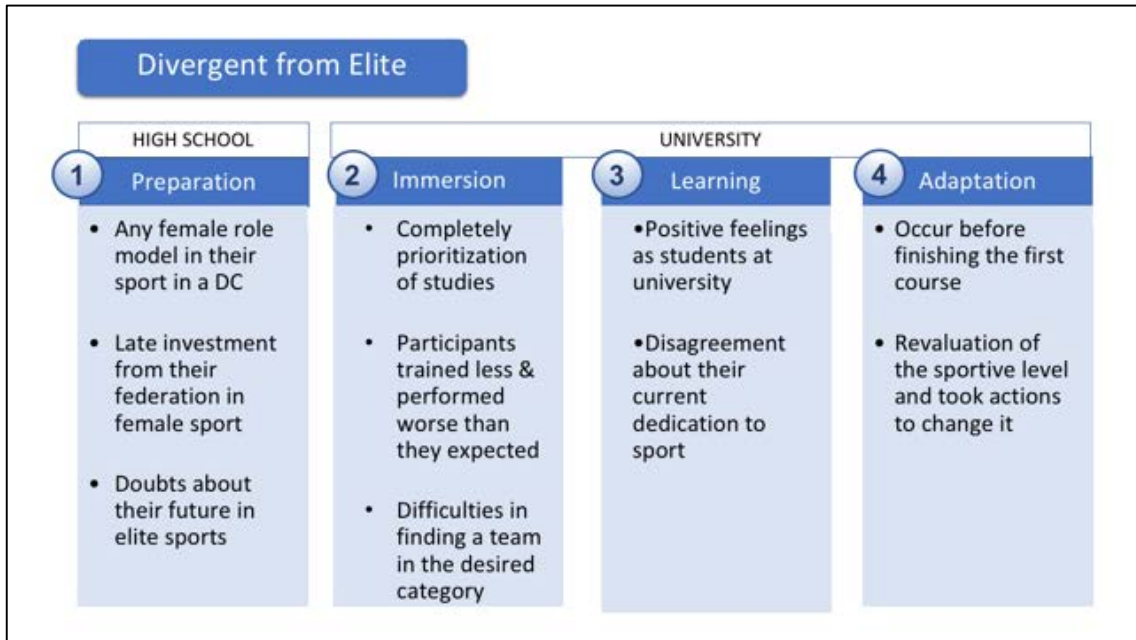 Divergent from Elite
HIGH SCHOOL
UNIVERSITY
1
Preparation
• Any female role
model in their
sport in a DC
• Late investment
from their
federation in
female sport
• Doubts about
their future in
elite sports
2
Immersion
• Completely
prioritization
of studies
• Participants
trained less &
performed
worse than
they expected
• Difficulties in
finding a team
in the desired
category
3
Learning
•Positive feelings
as students at
university
•Disagreement
about their
current
dedication to
sport
4
Adaptation
• Occur before
finishing the first
course
• Revaluation of
the sportive level
and took actions
to change it